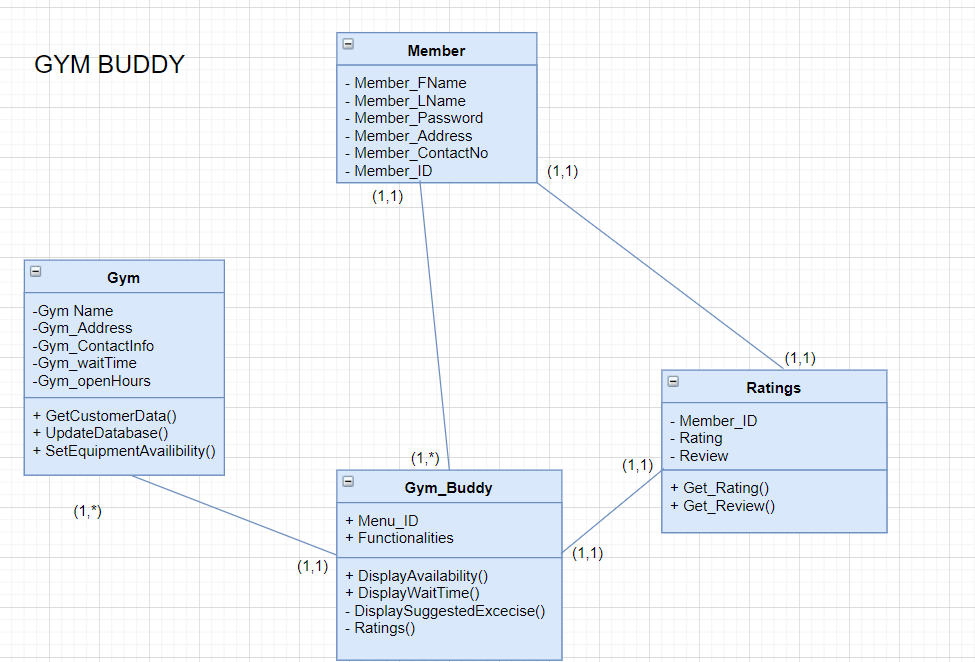 GYM BUDDY
Member
- Member_FName
- Member_LName
- Member_Password
- Member_Address
- Member_ContactNo
- Member_ID
(1,1)
(1,1)
Gym
-Gym Name
-Gym_Address
-Gym_ContactInfo
-Gym_waitTime
-Gym_openHours
+ GetCustomerData()
+ UpdateDatabase()
+ SetEquipmentAvailibility()
(1,*)
(1,1)
(1,*)
Gym_Buddy
+ Menu_ID
+ Functionalities
+ DisplayAvailability()
+ DisplayWaitTime()
- DisplaySuggestedExcecise()
- Ratings()
(1,1)
(1,1)
(1,1)
Ratings
- Member_ID
- Rating
- Review
+ Get_Rating()
+ Get_Review()